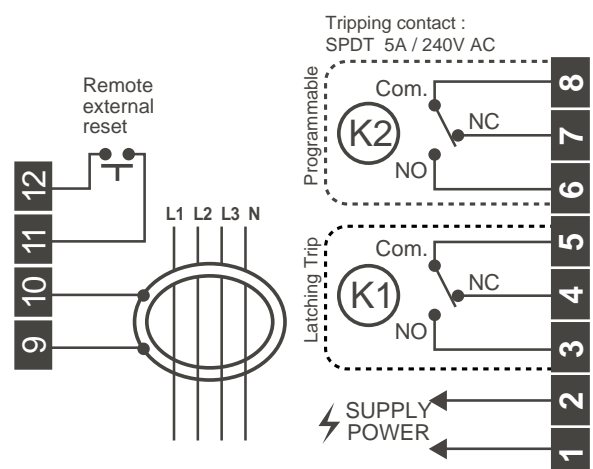 Tripping contact :
SPDT 5A / 240V AC
Remote
external
reset
12
11
10
9
L1 L2 L3 N
Programmable
K2
Com.
NC
NO
8
7
6
Latching Trip
K1
Com.
NC
NO
5
4
3
SUPPLY
POWER
2
1